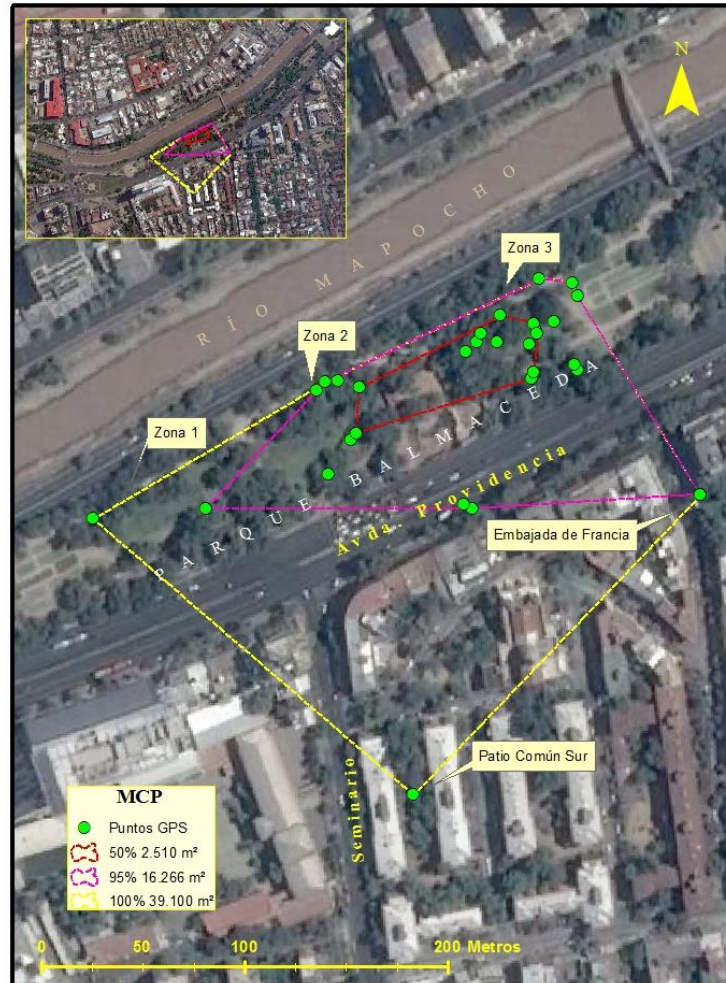 N
RÍO MAPOCHO
Zona 3
Zona 2
Zona 1
PARQUE BALMACEDA
Avda. Providencia
Embajada de Francia
Patio Común Sur
Seminario
MCP
Puntos GPS
50% 2.510 m²
95% 16.266 m²
100% 39.100 m²
0 50 100 200 Metros